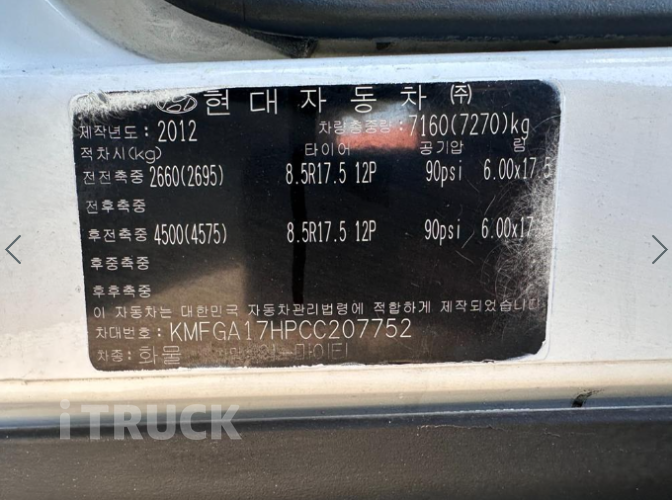 현대자동차 ㈜
제작년도: 2012 차량총중량: 7160(7270)kg
적차시(kg) 타이어 공기압 림
전전축중 2660(2695) 8.5R17.5 12P 90psi 6.00x17.5
전후축중
후전축중 4500(4575) 8.5R17.5 12P 90psi 6.00x17
후중축중
후후축중
이 자동차는 대한민국 자동차관리법령에 적합하게 제작되었습니다
차대번호: KMFGA17HPCC207752
차종: 화물 마이티
iTRUCK